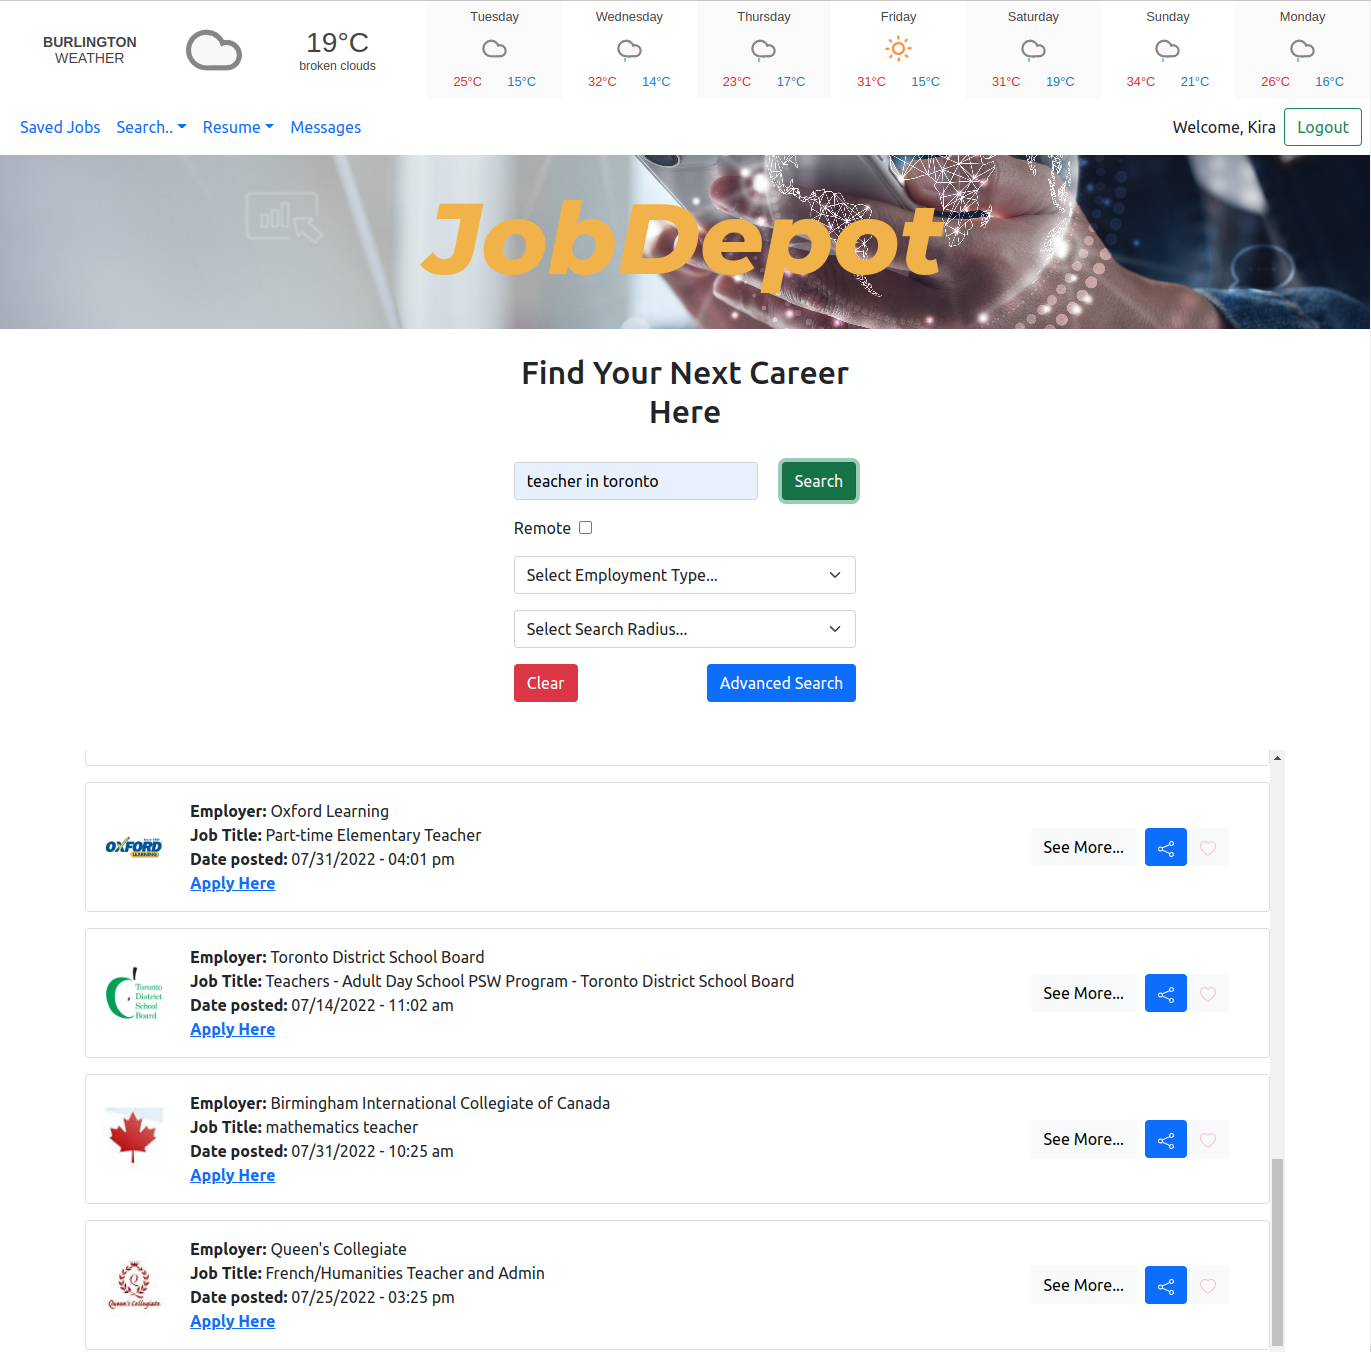 BURLINGTON
WEATHER
19°C
broken clouds
Tuesday
25°C 15°C
Wednesday
32°C 14°C
Thursday
23°C 17°C
Friday
31°C 15°C
Saturday
31°C 19°C
Sunday
34°C 21°C
Monday
26°C 16°C
Saved Jobs Search.. Resume Messages
Welcome, Kira Logout
JobDepot
Find Your Next Career
Here
teacher in toronto Search
Remote
Select Employment Type...
Select Search Radius...
Clear Advanced Search
OXFORD
LEARNING
Employer: Oxford Learning
Job Title: Part-time Elementary Teacher
Date posted: 07/31/2022 - 04:01 pm
Apply Here
See More...
Toronto
District
School
Board
Employer: Toronto District School Board
Job Title: Teachers - Adult Day School PSW Program - Toronto District School Board
Date posted: 07/14/2022 - 11:02 am
Apply Here
See More...
Employer: Birmingham International Collegiate of Canada
Job Title: mathematics teacher
Date posted: 07/31/2022 - 10:25 am
Apply Here
See More...
Queen's Collegiate
Employer: Queen's Collegiate
Job Title: French/Humanities Teacher and Admin
Date posted: 07/25/2022 - 03:25 pm
Apply Here
See More...